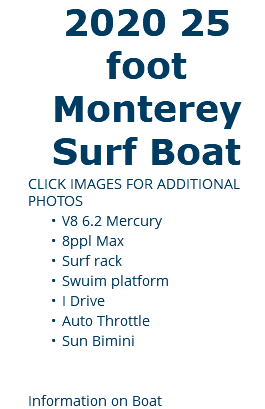 2020 25
foot
Monterey
Surf Boat
CLICK IMAGES FOR ADDITIONAL
PHOTOS
• V8 6.2 Mercury
• 8ppl Max
• Surf rack
• Swuim platform
• I Drive
• Auto Throttle
• Sun Bimini
Information on Boat